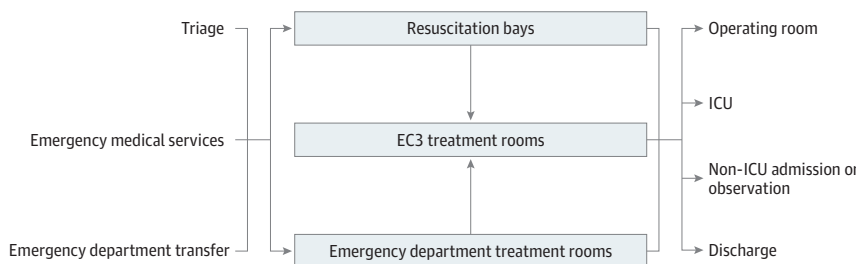 Triage
Emergency medical services
Emergency department transfer
Resuscitation bays
EC3 treatment rooms
Emergency department treatment rooms
Operating room
ICU
Non-ICU admission or
observation
Discharge